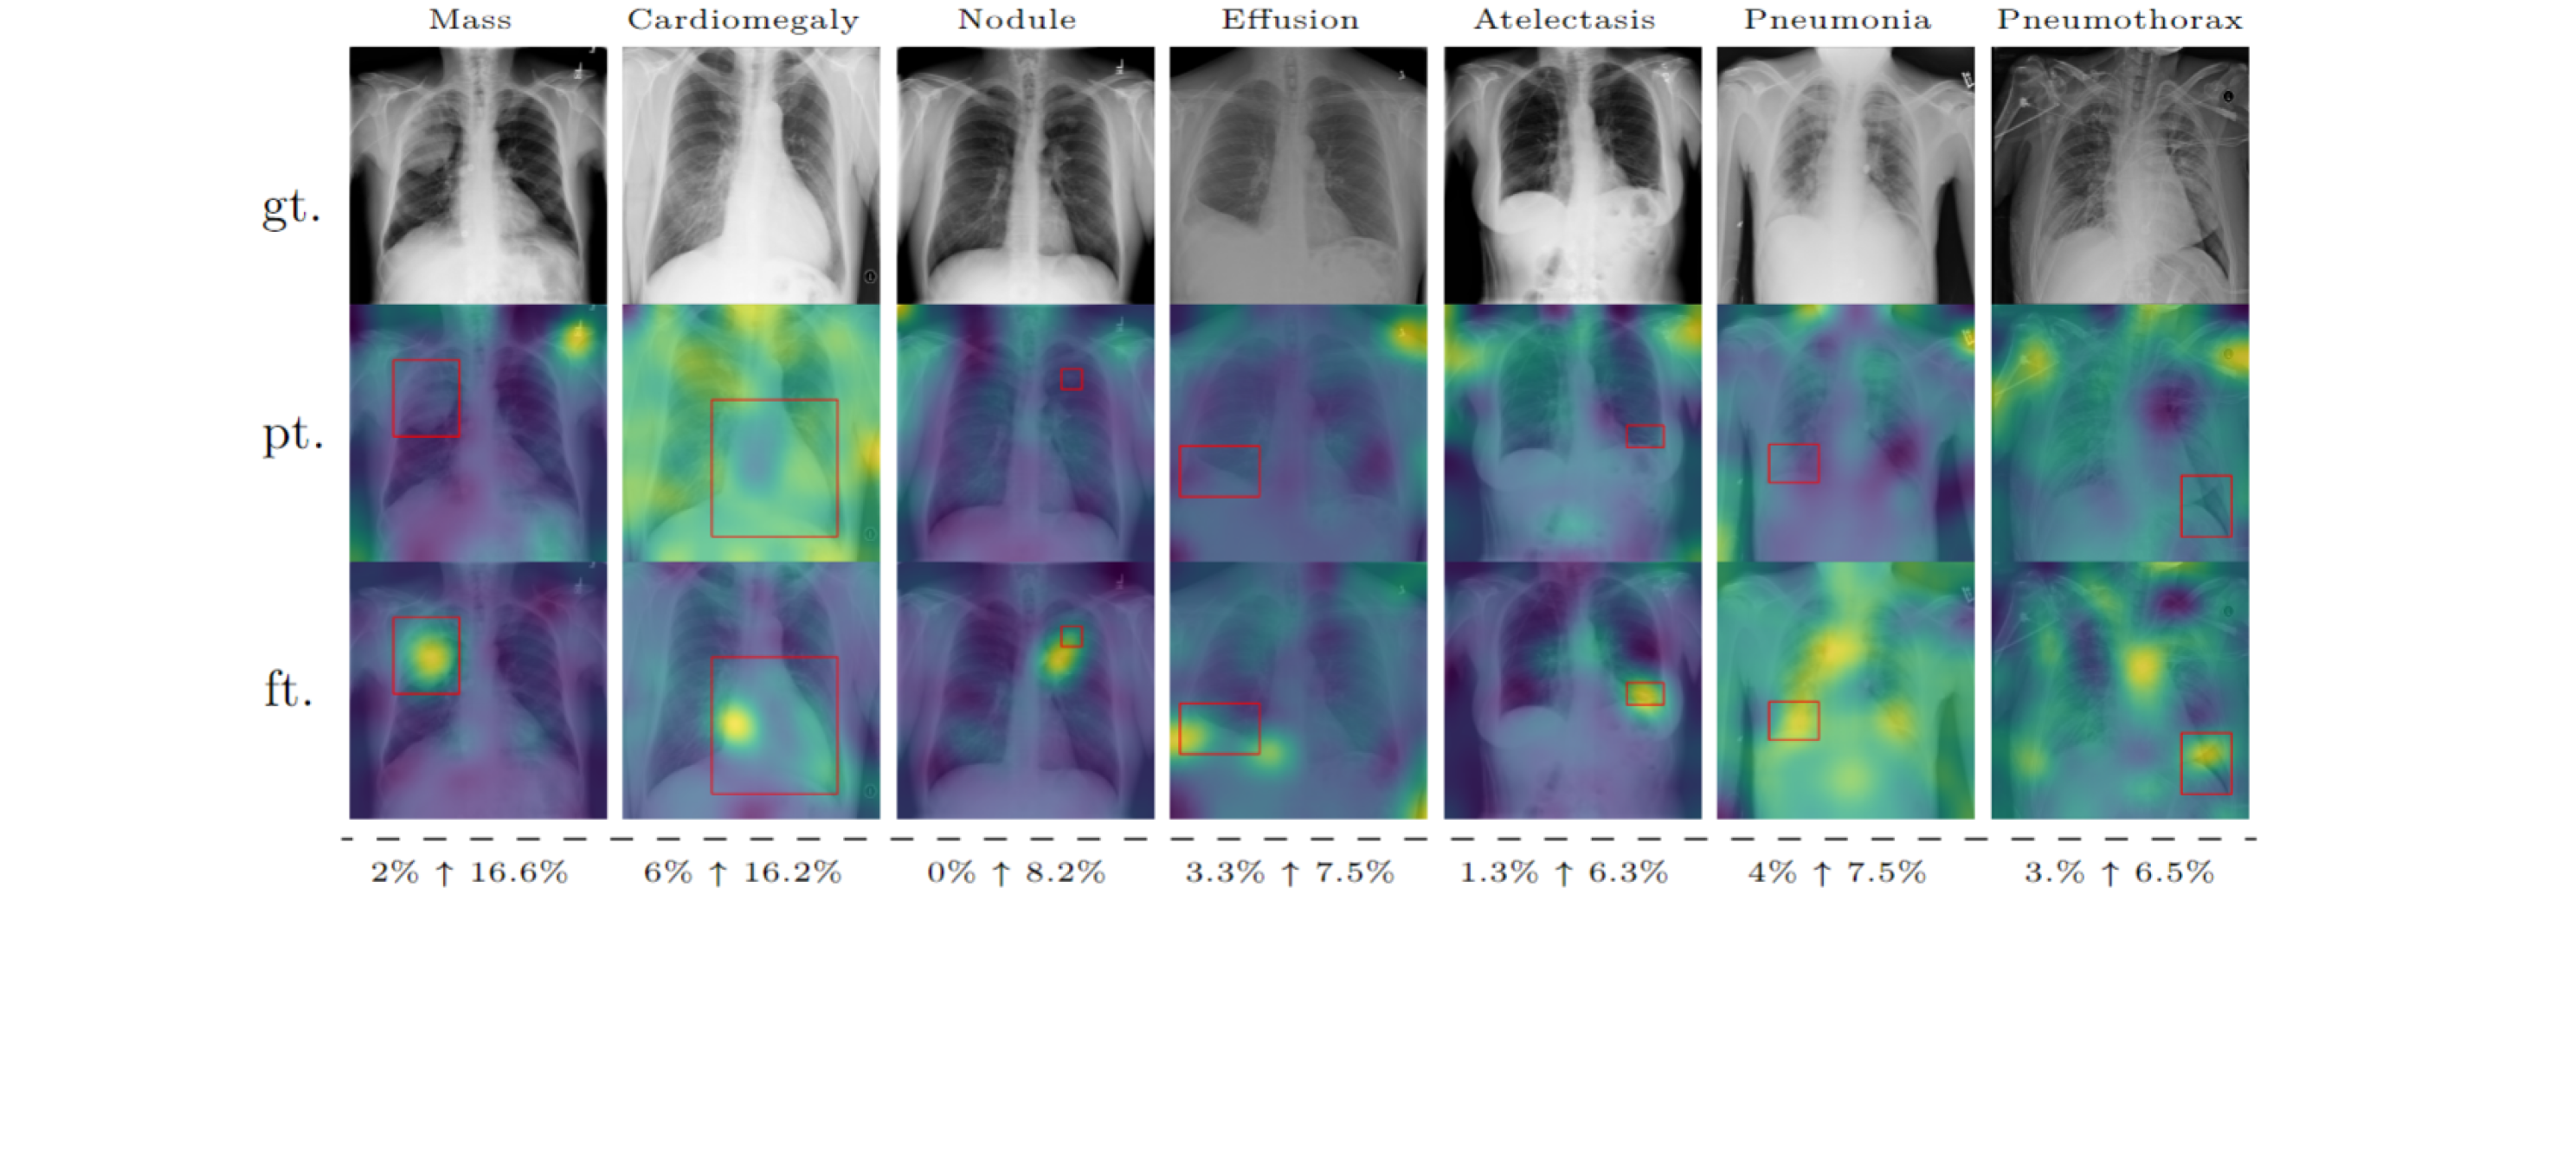 Mass Cardiomegaly Nodule Effusion Atelectasis Pneumonia Pneumothorax
gt.
pt.
ft.
2% ↑ 16.6% 6% ↑ 16.2% 0% ↑ 8.2% 3.3% ↑ 7.5% 1.3% ↑ 6.3% 4% ↑ 7.5% 3.% ↑ 6.5%